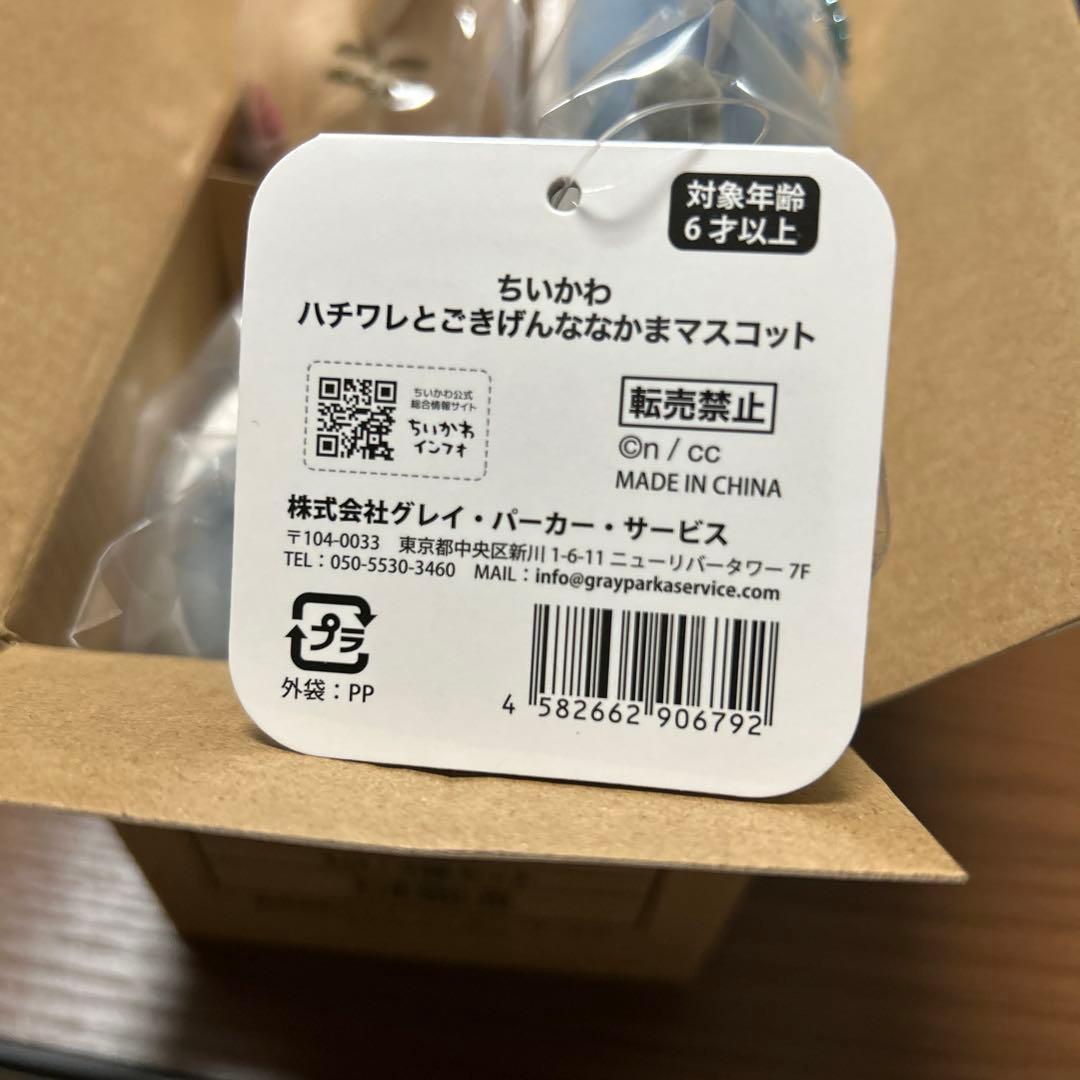 対象年齢
6才以上
ちいかわ
ハチワレとごきげんななかまマスコット
ちいかわ公式
総合情報サイト
ちいかわ
インフォ
転売禁止
©n / cc
MADE IN CHINA
株式会社グレイ・パーカー・サービス
〒104-0033 東京都中央区新川 1-6-11 ニューリバータワー 7F
TEL：050-5530-3460 MAIL：info@grayparkaservice.com
プラ
外袋：PP
4 582662 906792